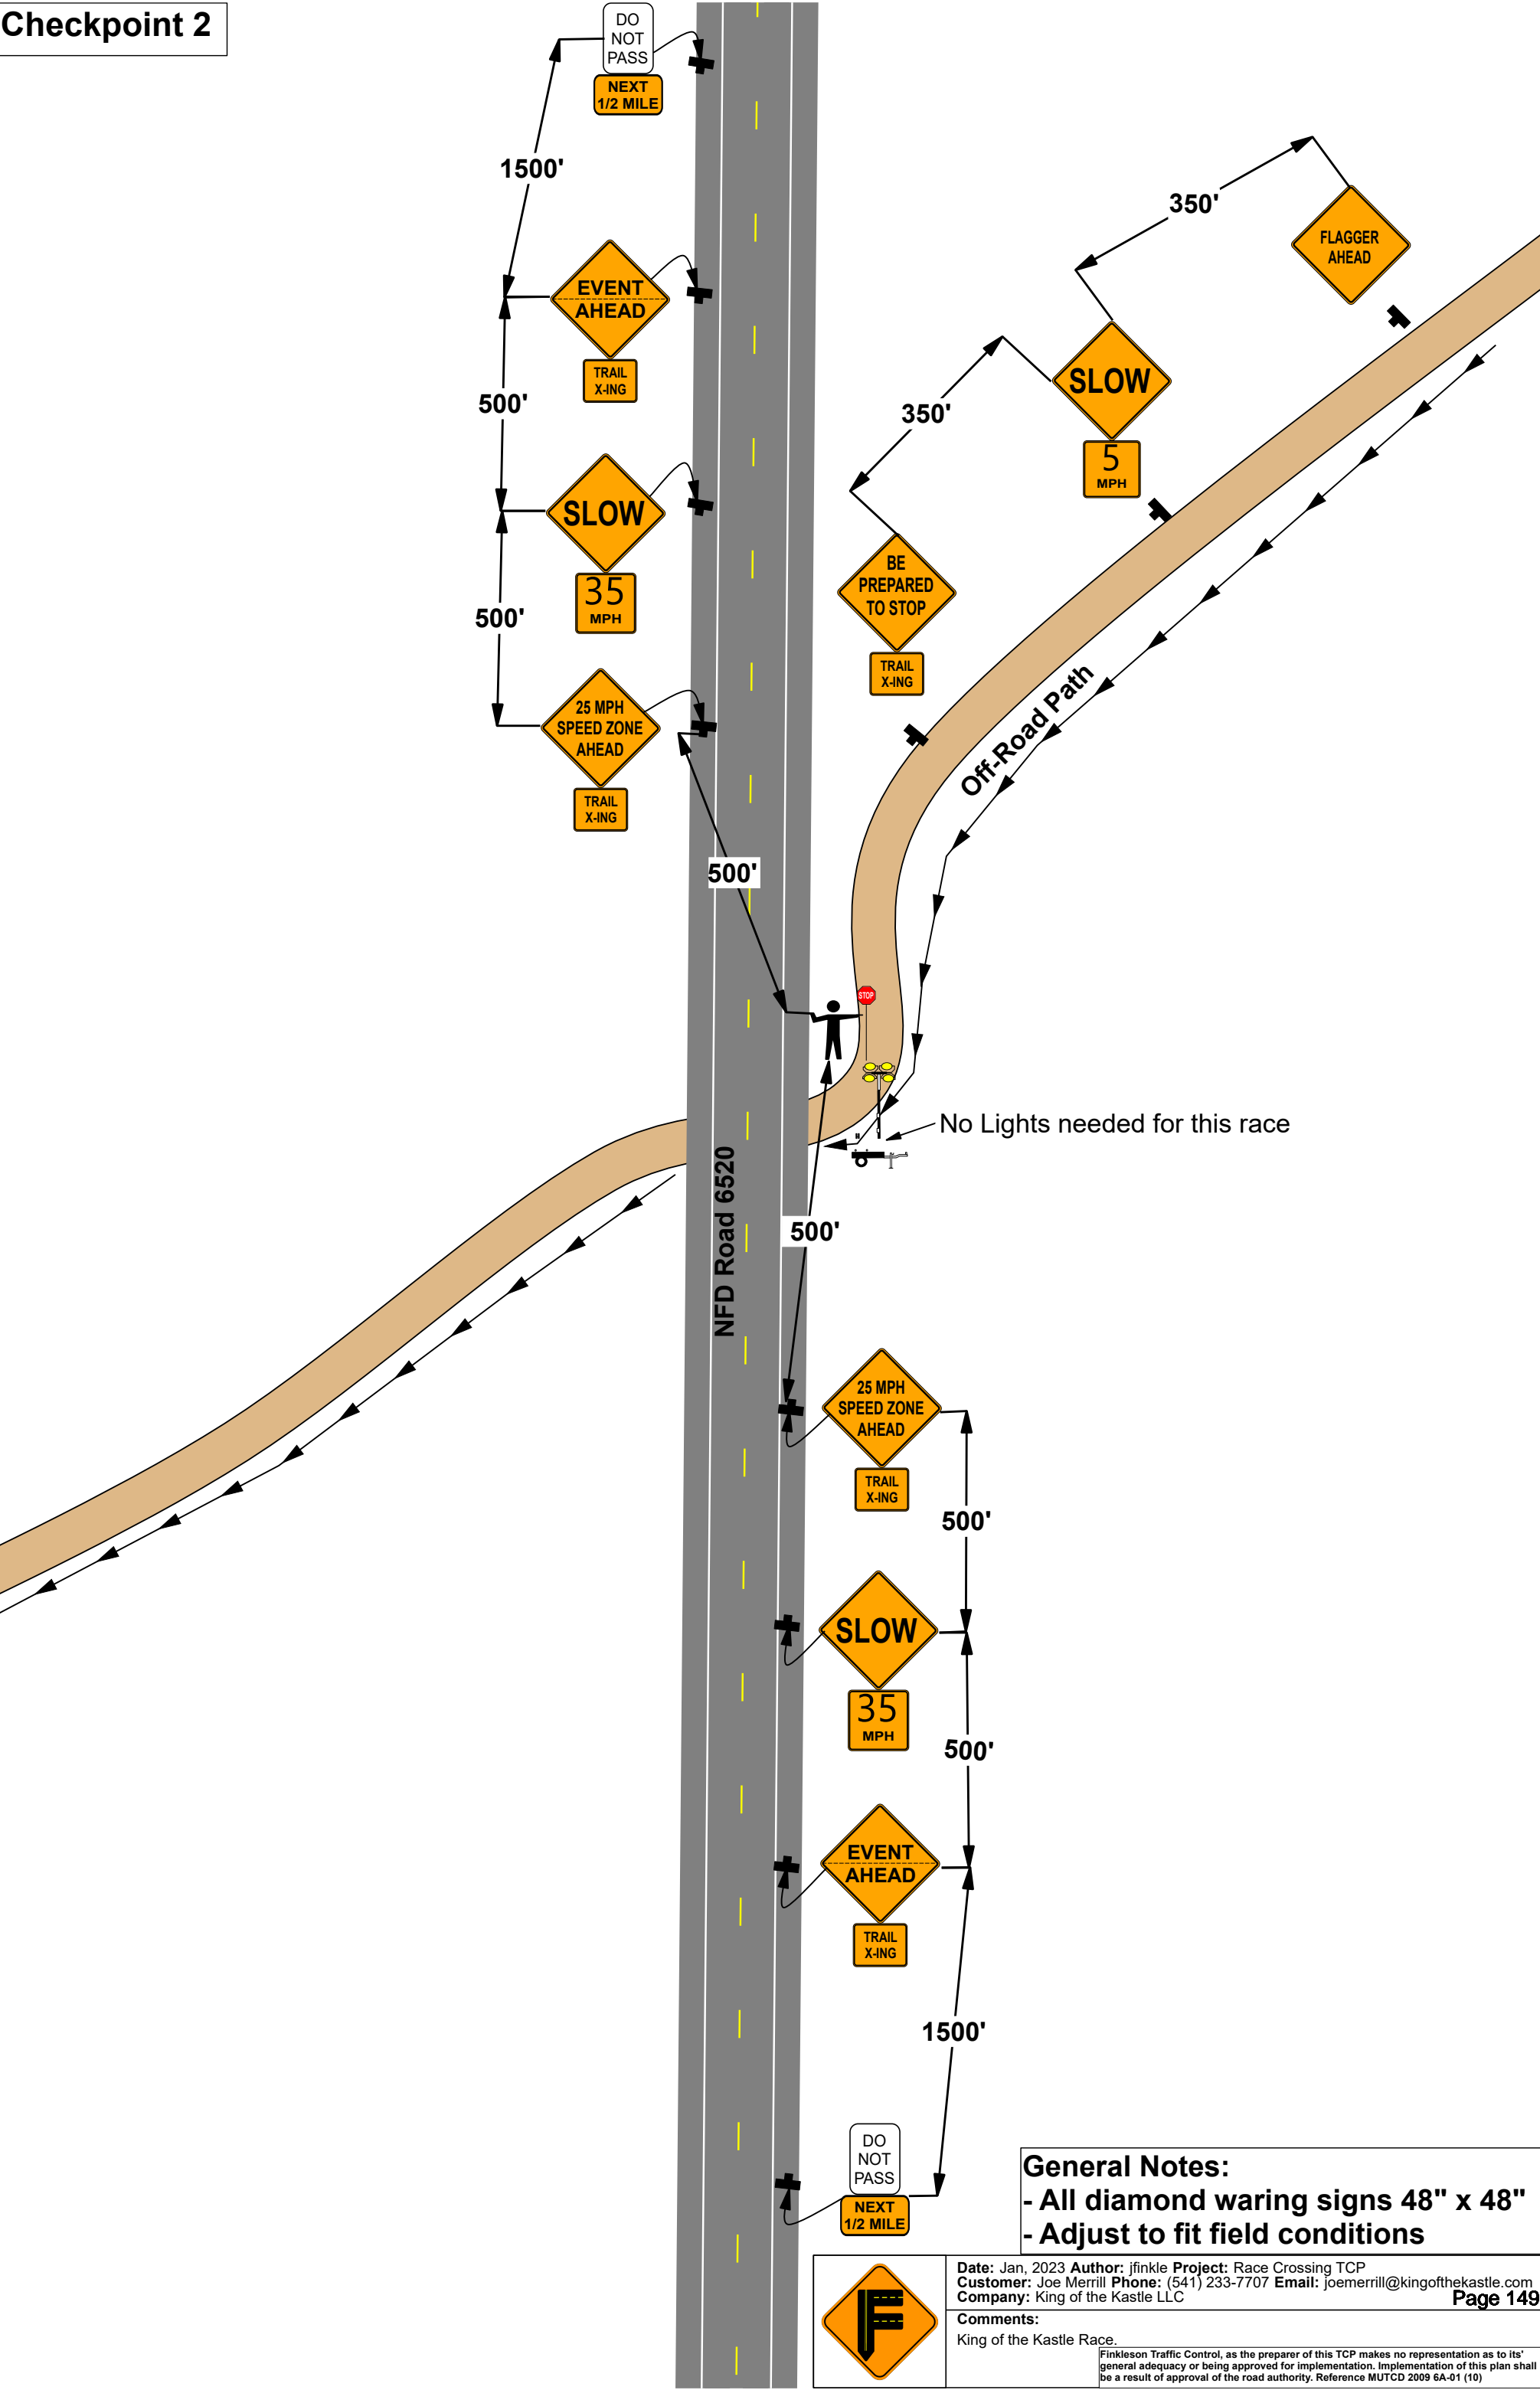 Checkpoint 2
DO
NOT
PASS
NEXT
1/2 MILE
1500'
EVENT
AHEAD
TRAIL
X-ING
500'
SLOW
35
MPH
500'
25 MPH
SPEED ZONE
AHEAD
TRAIL
X-ING
500'
350'
FLAGGER
AHEAD
SLOW
5
MPH
350'
BE
PREPARED
TO STOP
TRAIL
X-ING
Off-Road Path
STOP
No Lights needed for this race
NFD Road 6520
500'
25 MPH
SPEED ZONE
AHEAD
TRAIL
X-ING
500'
SLOW
35
MPH
500'
EVENT
AHEAD
TRAIL
X-ING
1500'
DO
NOT
PASS
NEXT
1/2 MILE
General Notes:
- All diamond waring signs 48" x 48"
- Adjust to fit field conditions
Date: Jan, 2023 Author: jfinkle Project: Race Crossing TCP
Customer: Joe Merrill Phone: (541) 233-7707 Email: joemerrill@kingofthekastle.com
Company: King of the Kastle LLC
Page 149
Comments:
King of the Kastle Race.
Finkleson Traffic Control, as the preparer of this TCP makes no representation as to its'
general adequacy or being approved for implementation. Implementation of this plan shall
be a result of approval of the road authority. Reference MUTCD 2009 6A-01 (10)